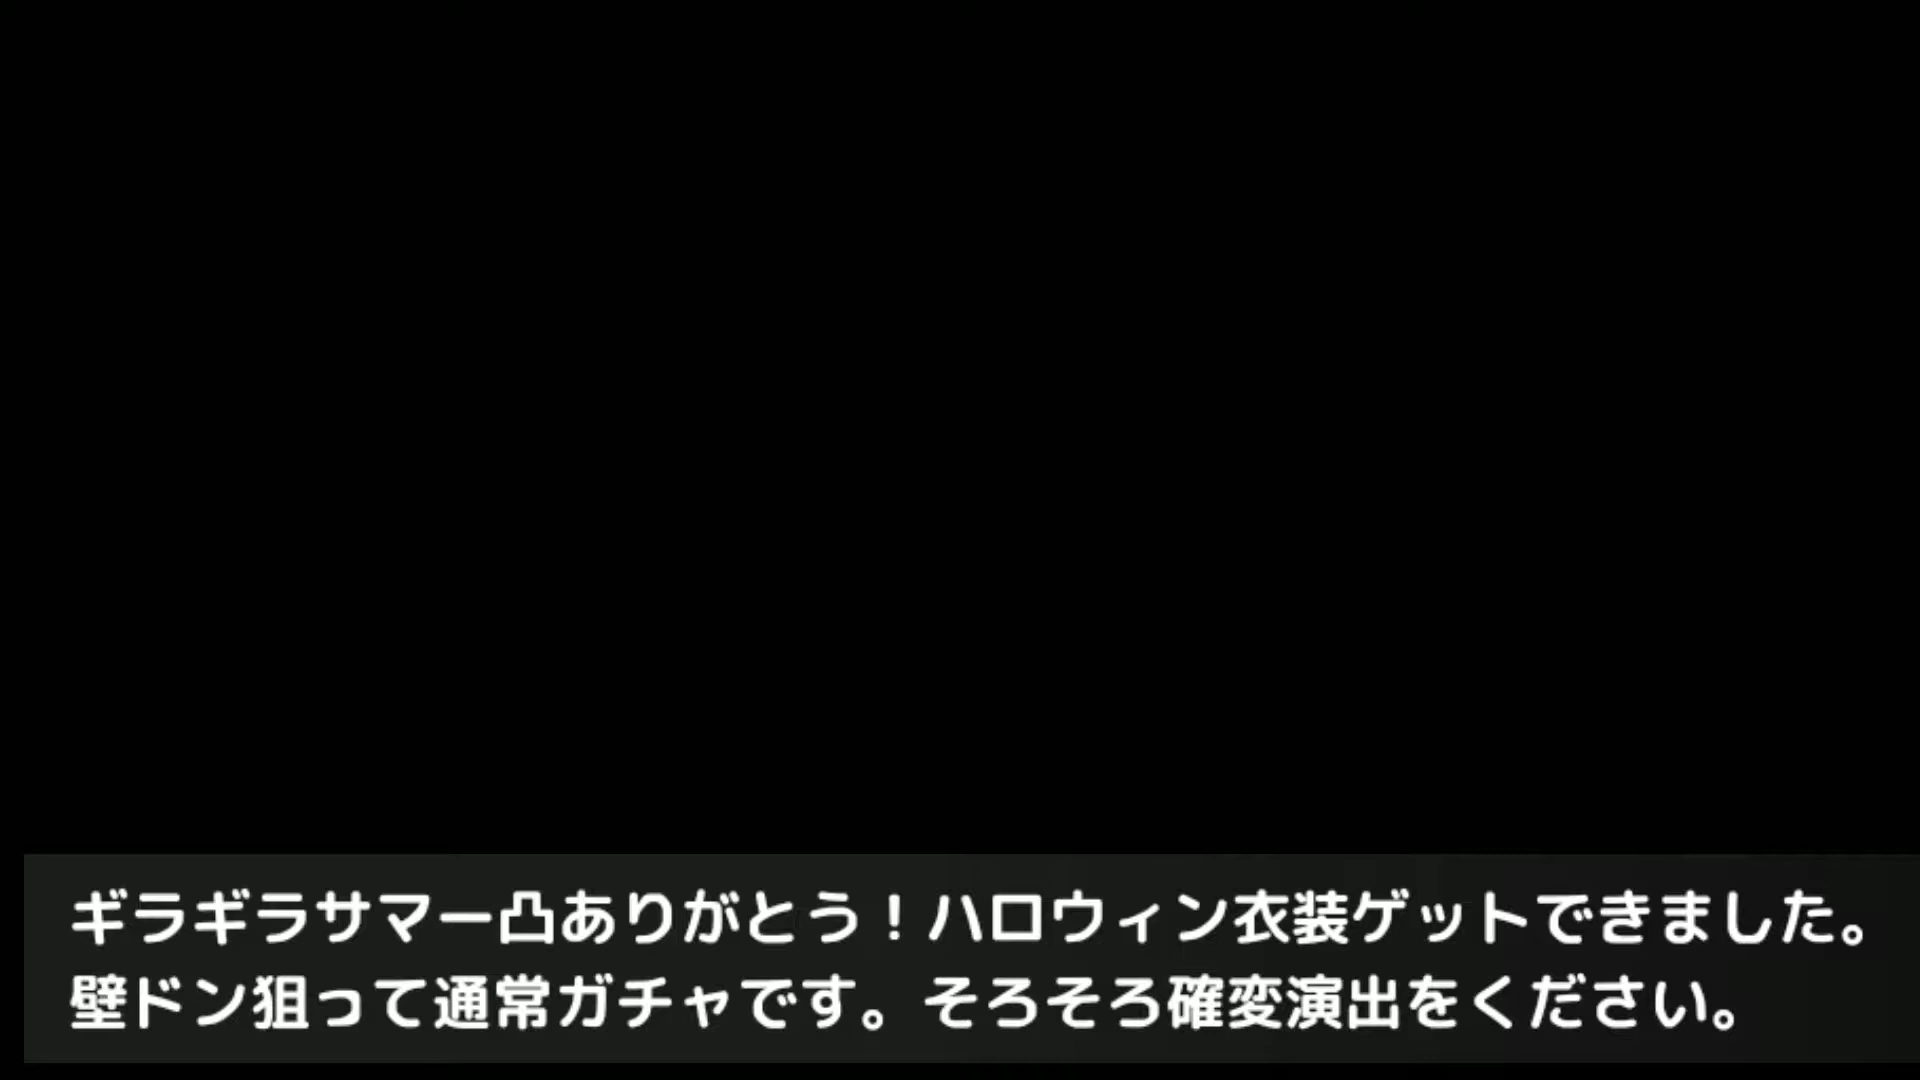 ギラギラサマー凸ありがとう！ハロウィン衣装ゲットできました。
壁ドン狙って通常ガチャです。そろそろ確変演出をください。